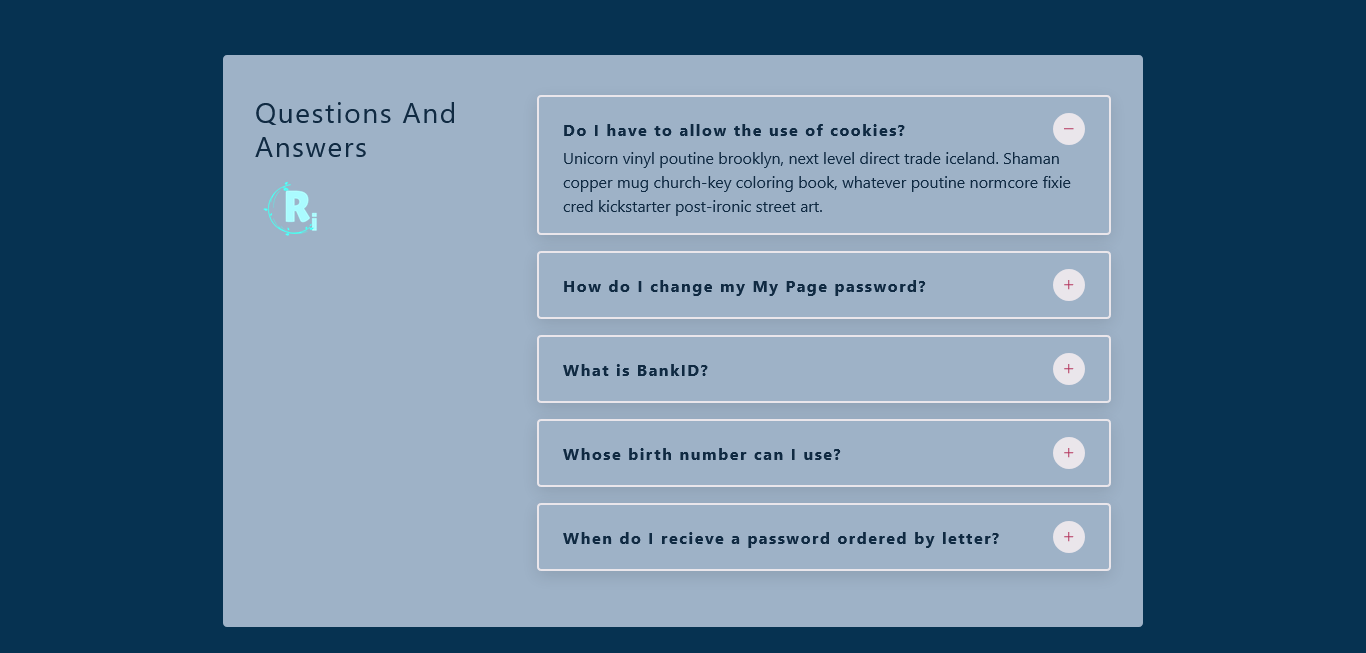 Questions And
Answers
Ri
Do I have to allow the use of cookies?
Unicorn vinyl poutine brooklyn, next level direct trade iceland. Shaman
copper mug church-key coloring book, whatever poutine normcore fixie
cred kickstarter post-ironic street art.
How do I change my My Page password?
What is BankID?
Whose birth number can I use?
When do I recieve a password ordered by letter?